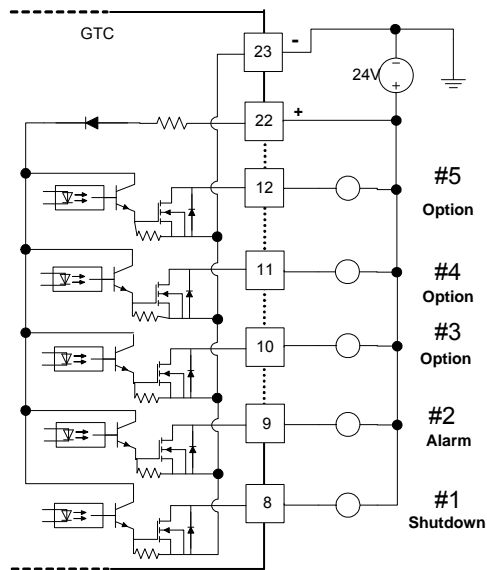 GTC
23
-
24V
-
+
22
+
12
#5
Option
11
#4
Option
10
#3
Option
9
#2
Alarm
8
#1
Shutdown